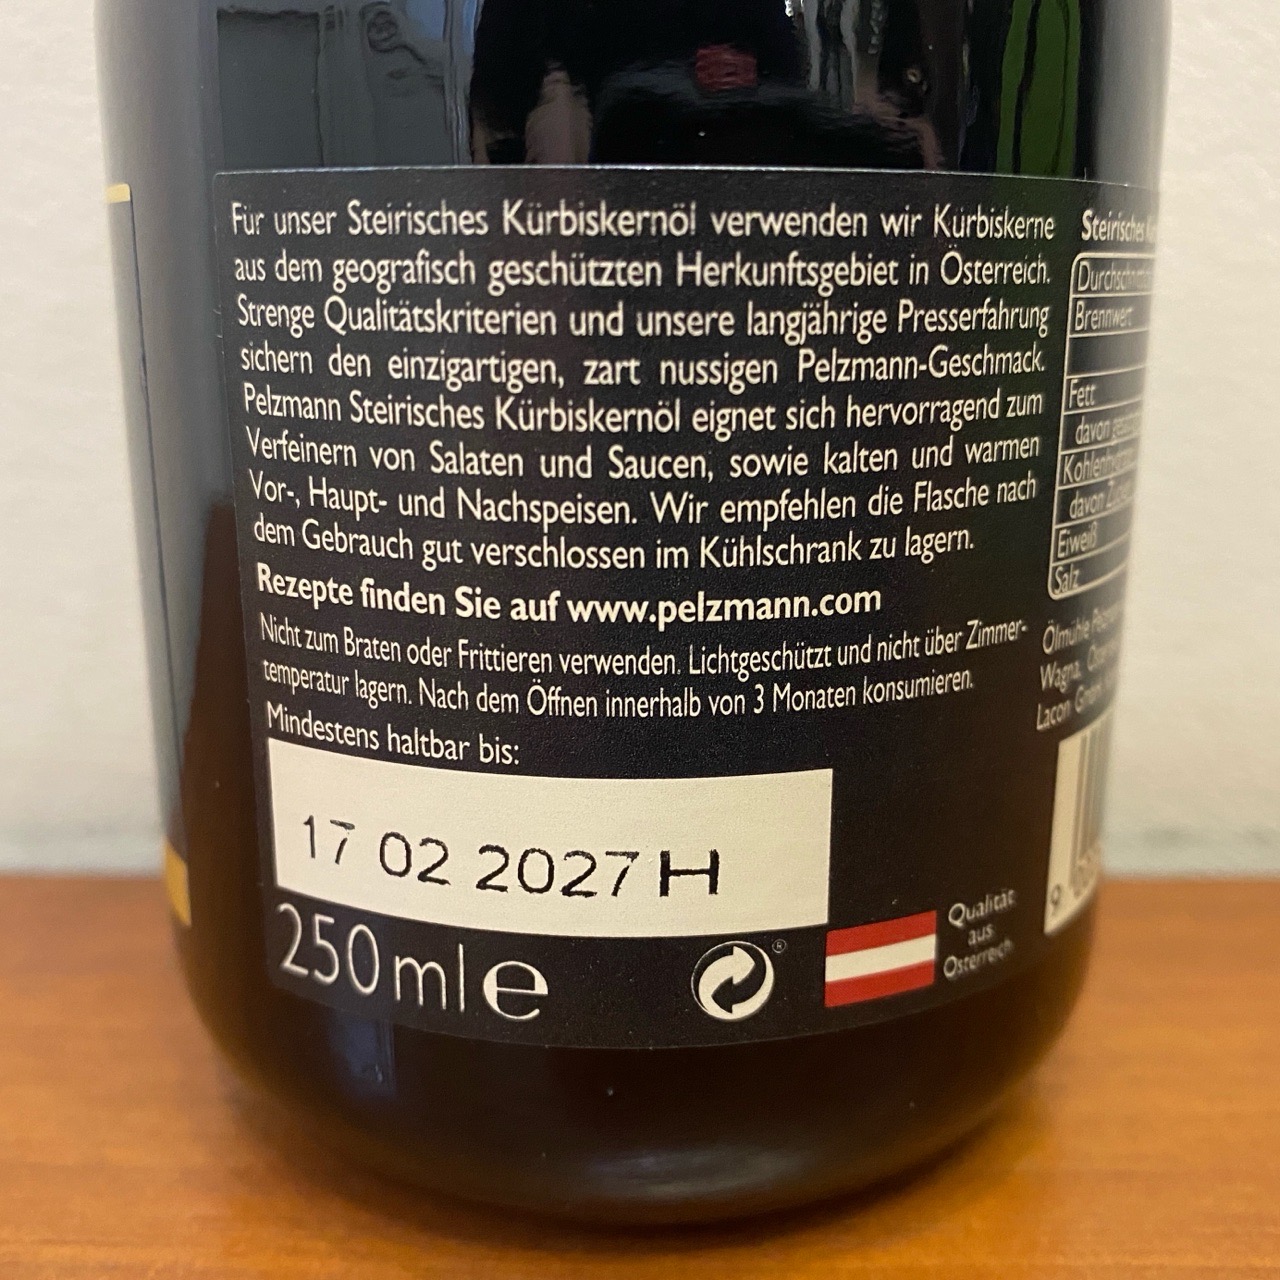 Für unser Steirisches Kürbiskernöl verwenden wir Kürbiskerne
aus dem geografisch geschützten Herkunftsgebiet in Österreich.
Strenge Qualitätskriterien und unsere langjährige Presserfahrung
sichern den einzigartigen, zart nussigen Pelzmann-Geschmack.
Pelzmann Steirisches Kürbiskernöl eignet sich hervorragend zum
Verfeinern von Salaten und Saucen, sowie kalten und warmen
Vor-, Haupt- und Nachspeisen. Wir empfehlen die Flasche nach
dem Gebrauch gut verschlossen im Kühlschrank zu lagern.
Rezepte finden Sie auf www.pelzmann.com
Nicht zum Braten oder Frittieren verwenden. Lichtgeschützt und nicht über Zimmer-
temperatur lagern. Nach dem Öffnen innerhalb von 3 Monaten konsumieren.
Mindestens haltbar bis:
17 02 2027 H
250 ml e
®
Qualität
aus
Österreich
Steirisches
Brennwert
Fett
davon
davon
Eiweiß
Salz
Ölmühle
Wagna,
Lacon
9